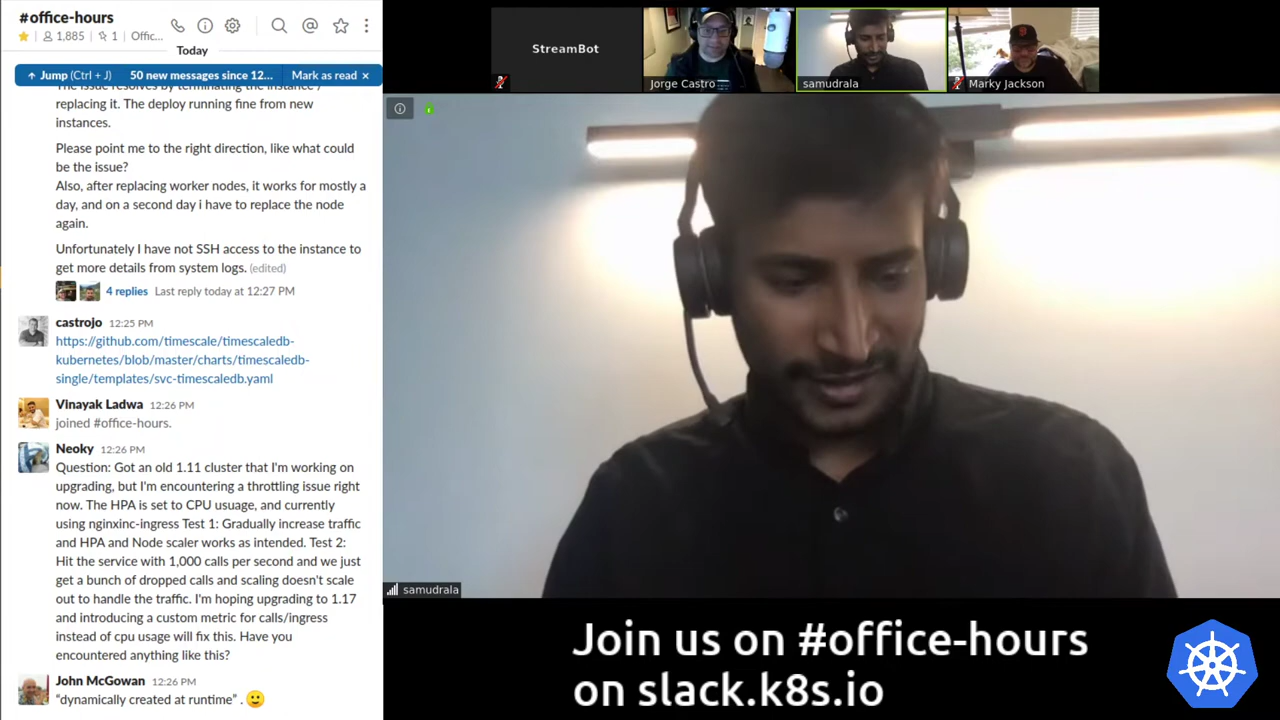 #office-hours
1,885
1
Offic...
Today
Jump (Ctrl + J)
50 new messages since 12...
Mark as read ×
The issue resolves by terminating the instance /
replacing it. The deploy running fine from new
instances.
Please point me to the right direction, like what could
be the issue?
Also, after replacing worker nodes, it works for mostly a
day, and on a second day i have to replace the node
again.
Unfortunately I have not SSH access to the instance to
get more details from system logs. (edited)
4 replies Last reply today at 12:27 PM
castrojo 12:25 PM
https://github.com/timescale/timescaledb-
kubernetes/blob/master/charts/timescaledb-
single/templates/svc-timescaledb.yaml
Vinayak Ladwa 12:26 PM
joined #office-hours.
Neoky 12:26 PM
Question: Got an old 1.11 cluster that I'm working on
upgrading, but I'm encountering a throttling issue right
now. The HPA is set to CPU usuage, and currently
using nginxinc-ingress Test 1: Gradually increase traffic
and HPA and Node scaler works as intended. Test 2:
Hit the service with 1,000 calls per second and we just
get a bunch of dropped calls and scaling doesn't scale
out to handle the traffic. I'm hoping upgrading to 1.17
and introducing a custom metric for calls/ingress
instead of cpu usage will fix this. Have you
encountered anything like this?
John McGowan 12:26 PM
“dynamically created at runtime” . 🙂
StreamBot
Jorge Castro
samudrala
Marky Jackson
samudrala
Join us on #office-hours
on slack.k8s.io